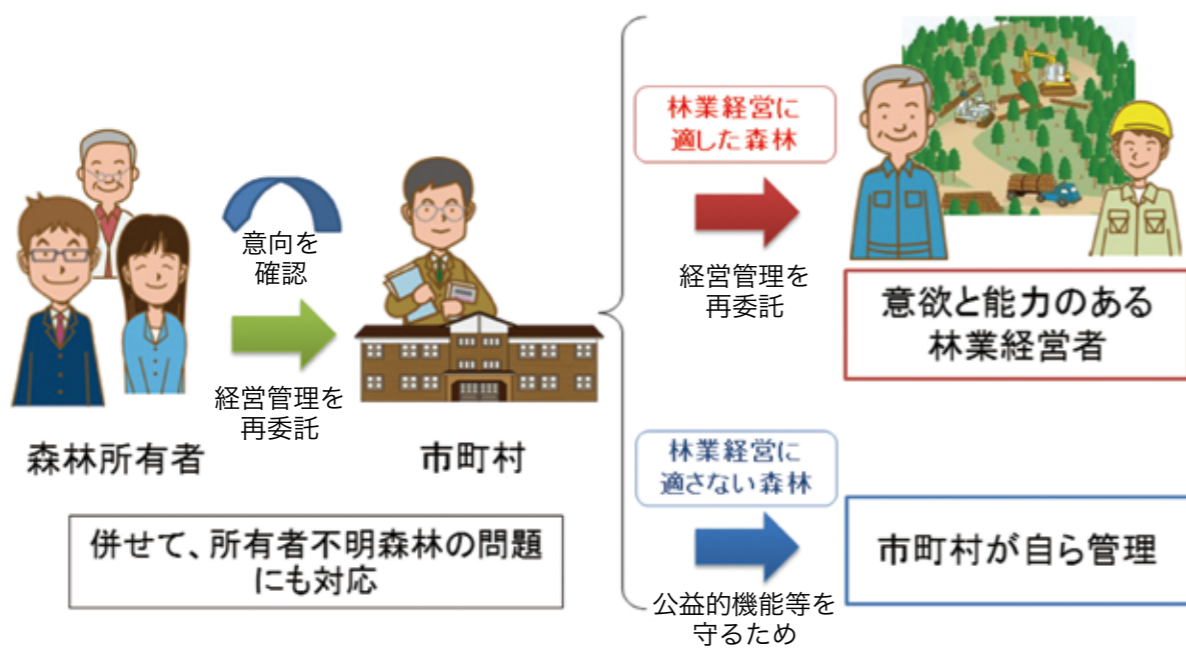 意向を
確認
経営管理を
再委託
森林所有者
市町村
併せて、所有者不明森林の問題
にも対応
林業経営に
適した森林
経営管理を
再委託
意欲と能力のある
林業経営者
林業経営に
適さない森林
公益的機能等を
守るため
市町村が自ら管理